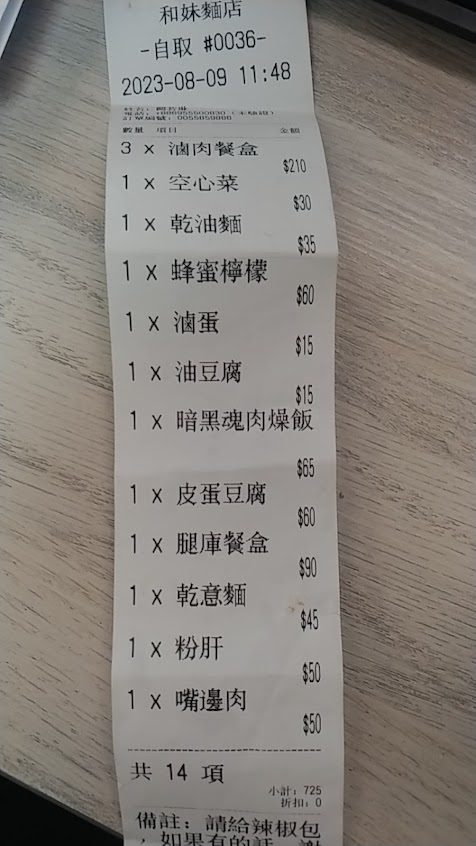 和妹麵店
-自取 #0036-
2023-08-09 11:48
數量 項目 金額
3 x 滷肉餐盒
$210
1 x 空心菜
$30
1 x 乾油麵
$35
1 x 蜂蜜檸檬
$60
1 x 滷蛋
$15
1 x 油豆腐
$15
1 x 暗黑魂肉燥飯
$65
1 x 皮蛋豆腐
$60
1 x 腿庫餐盒
$90
1 x 乾意麵
$45
1 x 粉肝
$50
1 x 嘴邊肉
$50
共 14 項
小計: 725
折扣: 0
備註: 請給辣椒包
, 如果有的話, 謝